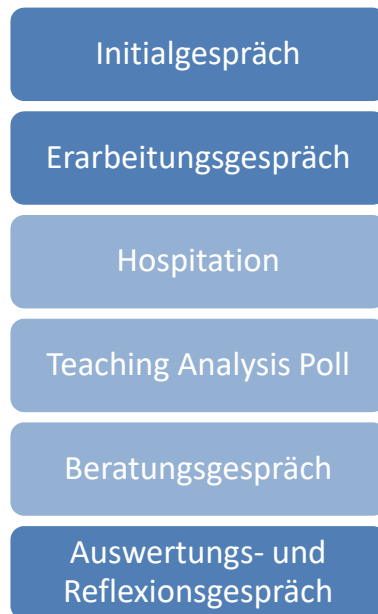 Initialgespräch
Erarbeitungsgespräch
Hospitation
Teaching Analysis Poll
Beratungsgespräch
Auswertungs- und
Reflexionsgespräch